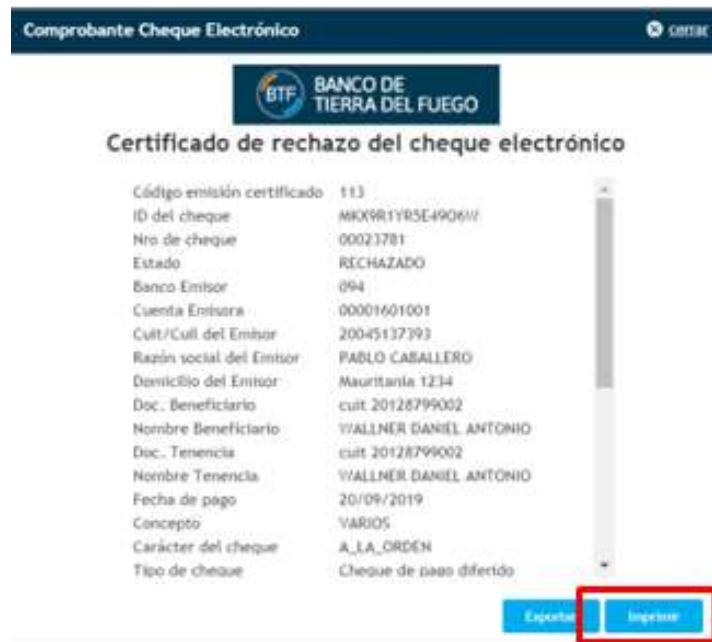 Comprobante Cheque Electrónico
cerrar
BTF BANCO DE
TIERRA DEL FUEGO
Certificado de rechazo del cheque electrónico
Código emisión certificado 113
ID del cheque
Nro de cheque 00023781
Estado RECHAZADO
Banco Emisor 094
Cuenta Emisora 00001601001
Cuit/Cuil del Emisor 20045137393
Razón social del Emisor PABLO CABALLERO
Domicilio del Emisor Mauritania 1234
Doc. Beneficiario cuit 20128799002
Nombre Beneficiario WALLNER DANIEL ANTONIO
Doc. Tenencia cuit 20128799002
Nombre Tenencia WALLNER DANIEL ANTONIO
Fecha de pago 20/09/2019
Concepto VARIOS
Carácter del cheque A_LA_ORDEN
Tipo de cheque Cheque de pago diferido
Exportar Imprimir